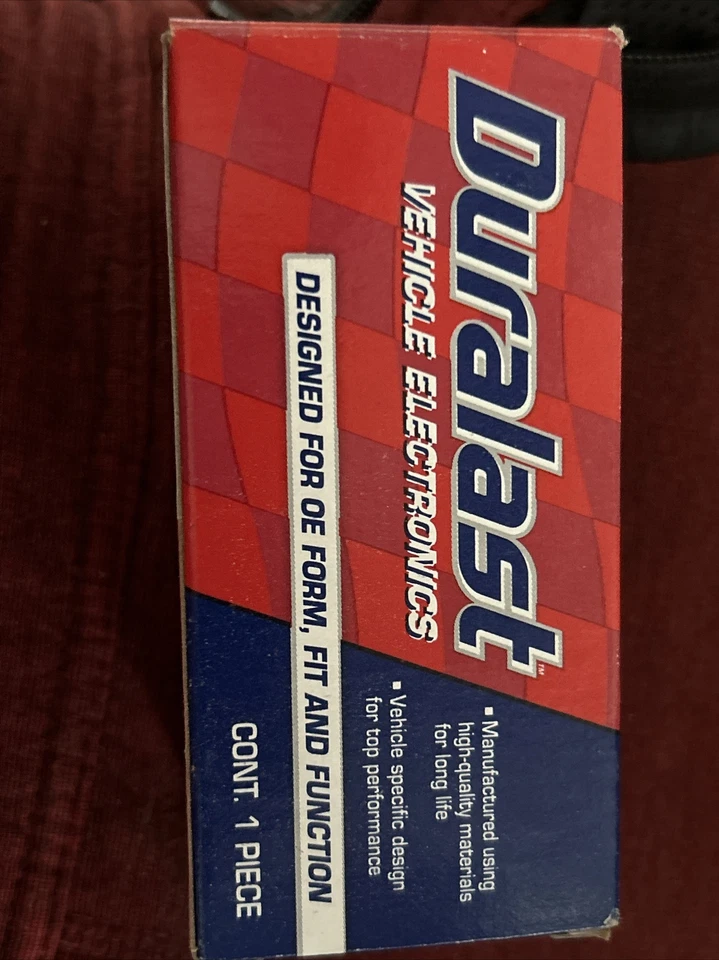 Duralast™
VEHICLE ELECTRONICS
DESIGNED FOR OE FORM, FIT AND FUNCTION
▪ Manufactured using
high-quality materials
for long life
▪ Vehicle specific design
for top performance
CONT. 1 PIECE